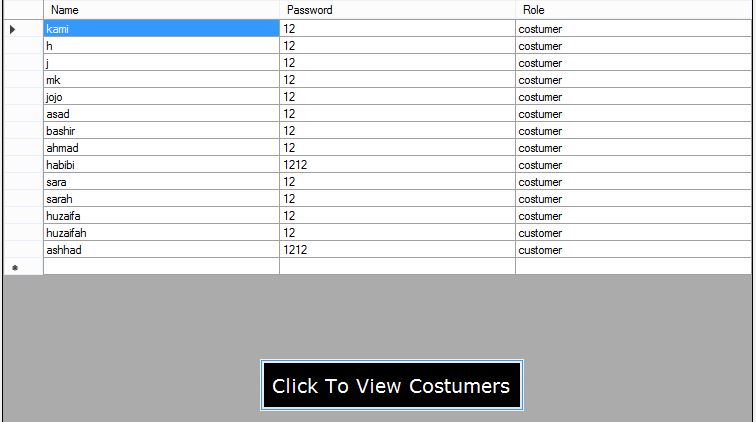 Name Password Role
kami 12 costumer
h 12 costumer
j 12 costumer
mk 12 costumer
jojo 12 costumer
asad 12 costumer
bashir 12 costumer
ahmad 12 costumer
habibi 1212 costumer
sara 12 costumer
sarah 12 costumer
huzaifa 12 costumer
huzaifah 12 customer
ashhad 1212 customer
Click To View Costumers